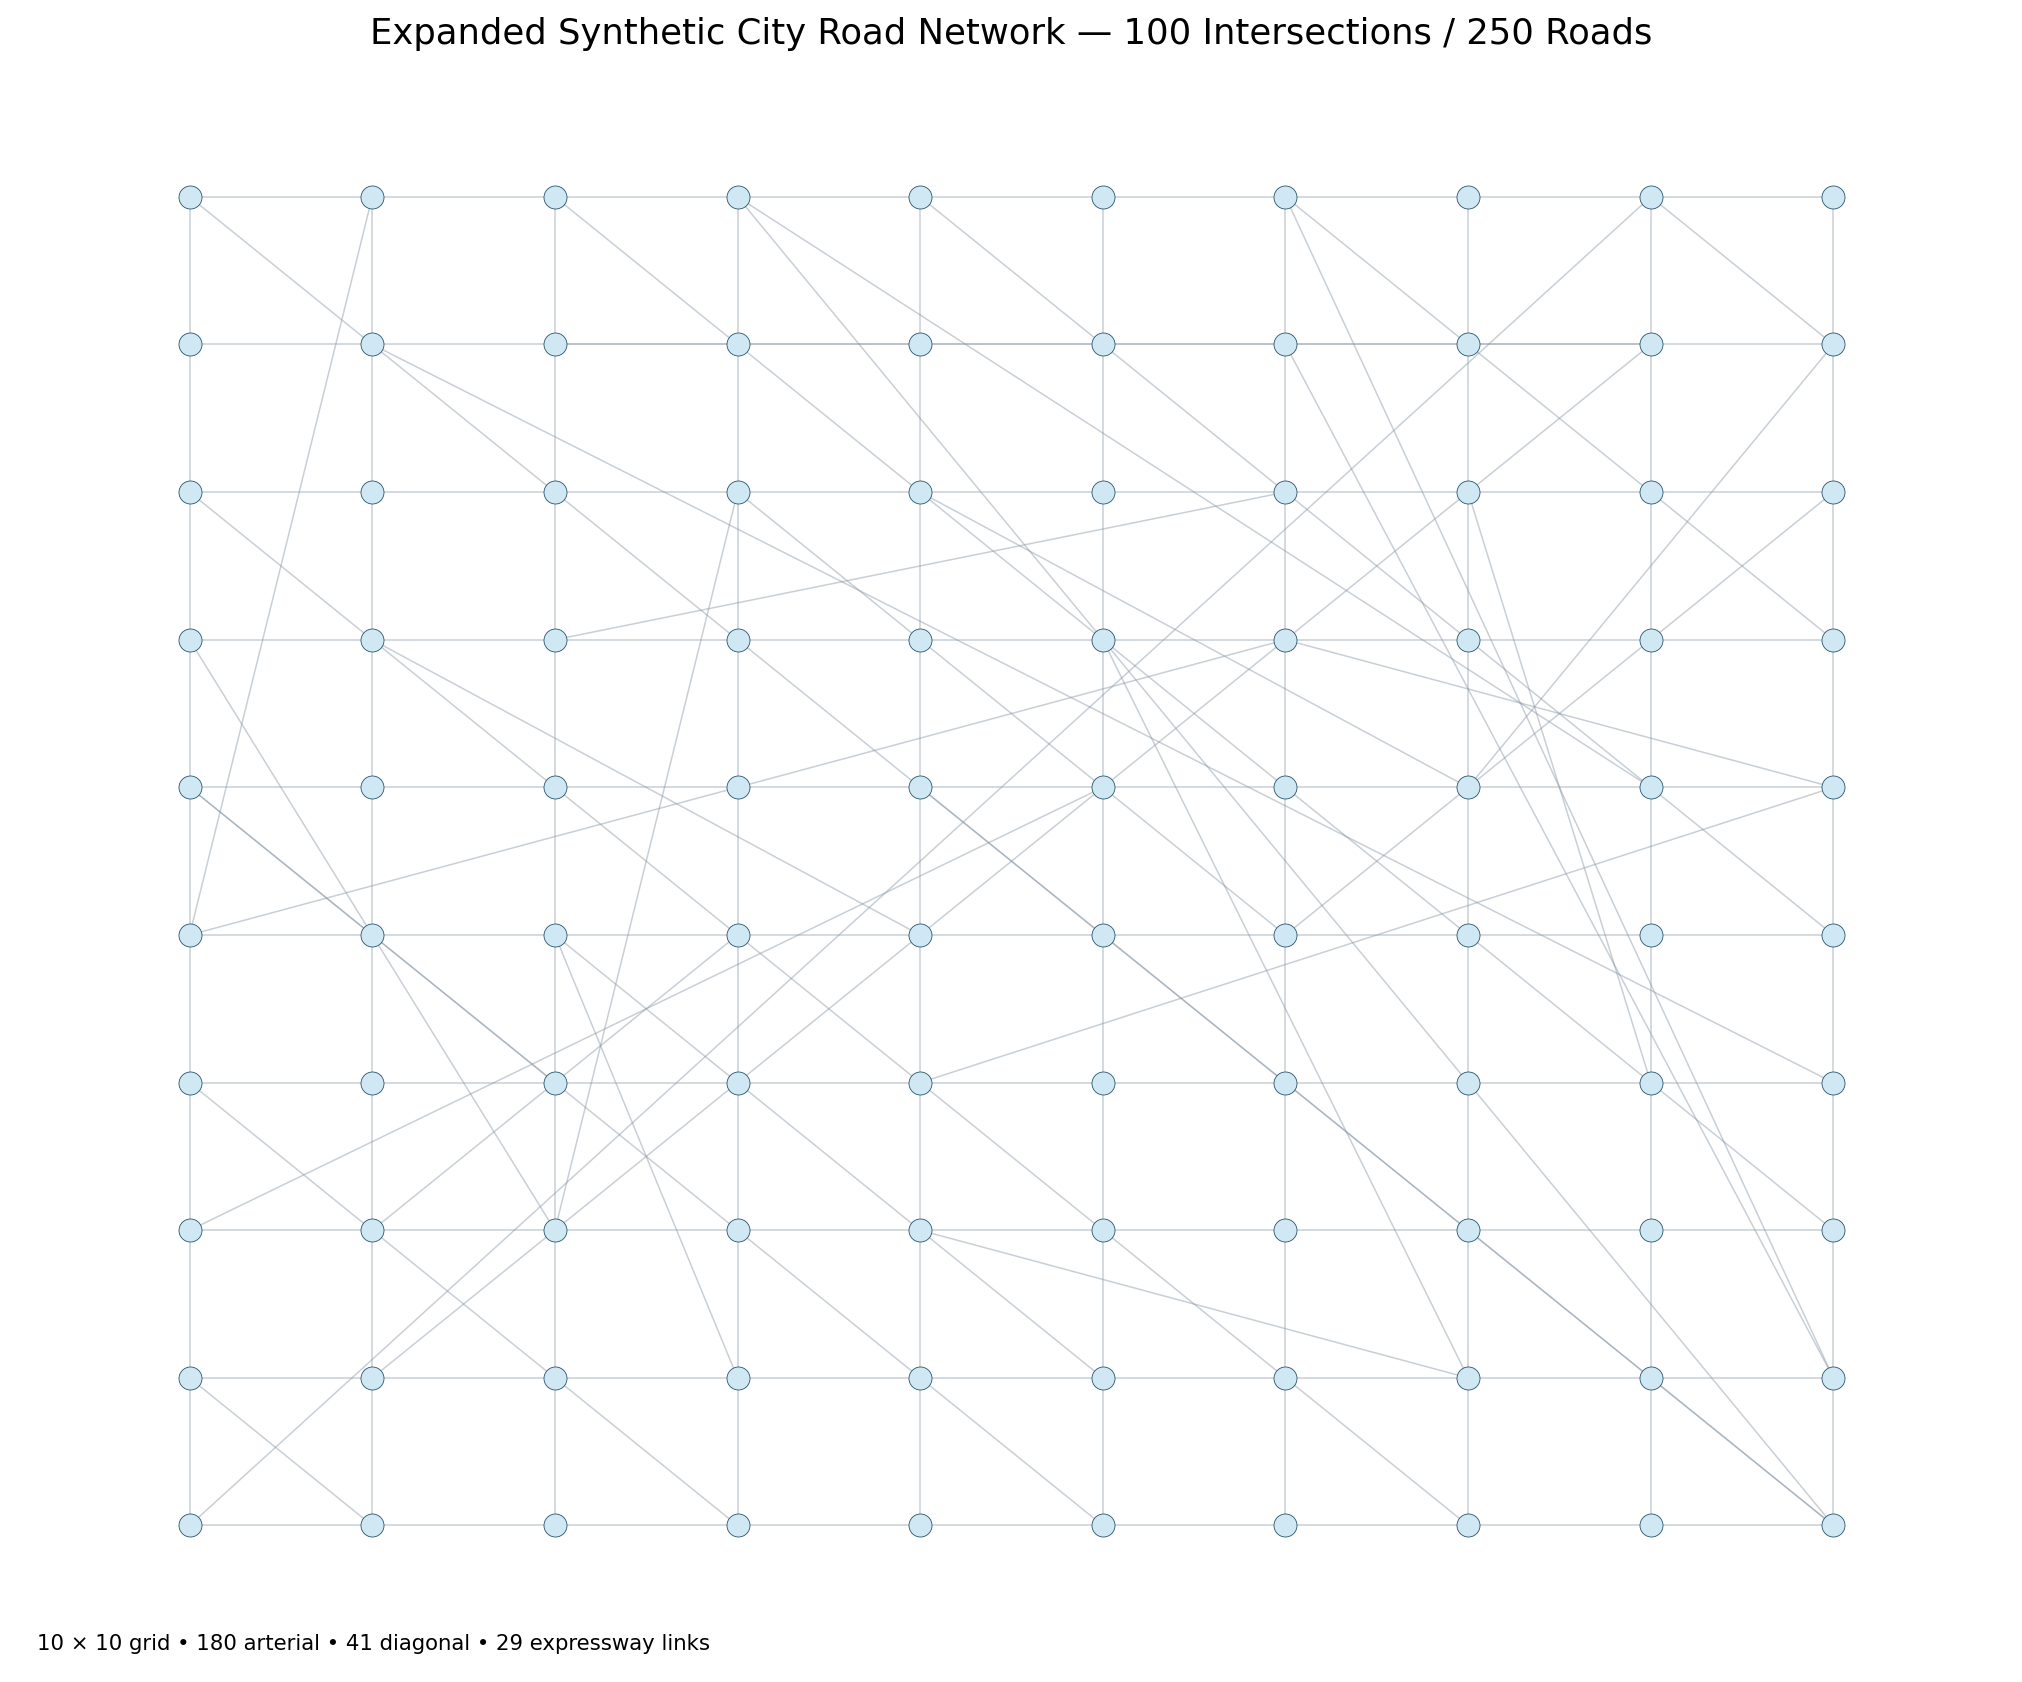 Expanded Synthetic City Road Network — 100 Intersections / 250 Roads
10 × 10 grid • 180 arterial • 41 diagonal • 29 expressway links